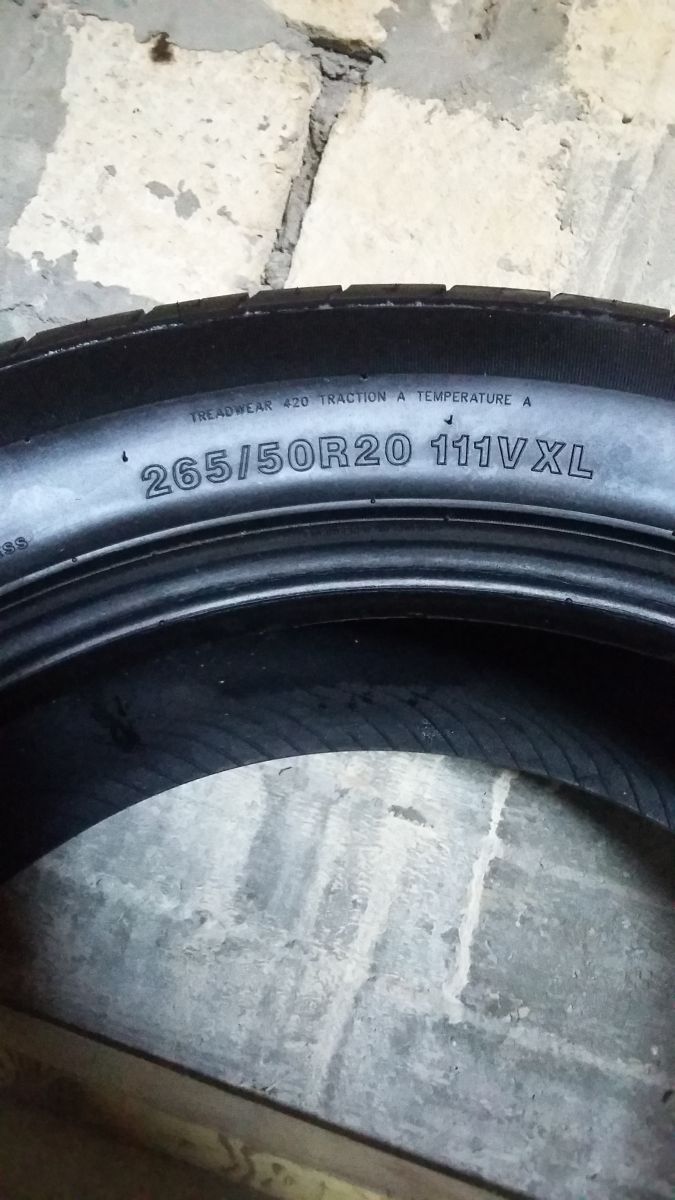 TREADWEAR 420 TRACTION A TEMPERATURE A
265/50R20 111V XL